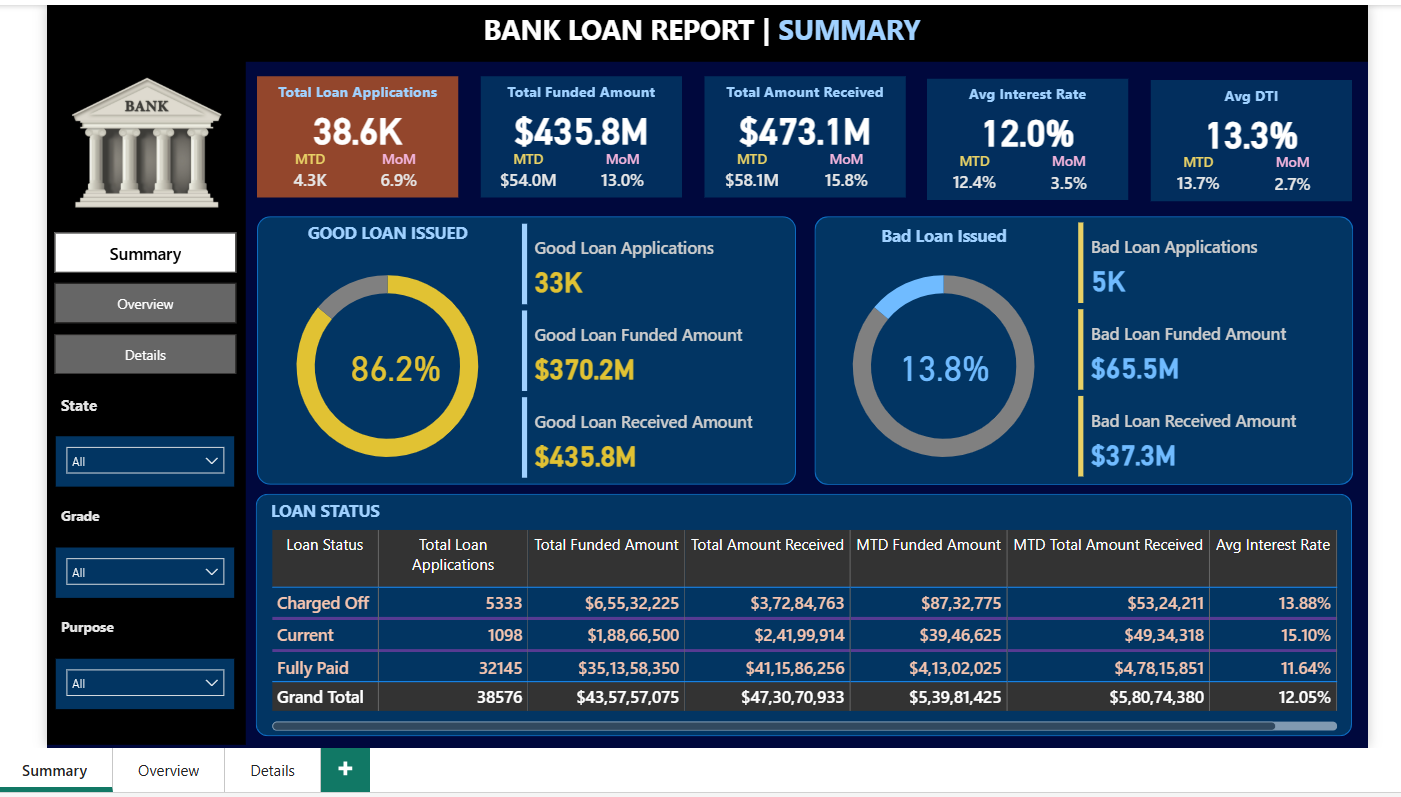 BANK LOAN REPORT | SUMMARY
BANK
Summary
Overview
Details
State
All
Grade
All
Purpose
All
Total Loan Applications
38.6K
MTD MoM
4.3K 6.9%
Total Funded Amount
$435.8M
MTD MoM
$54.0M 13.0%
Total Amount Received
$473.1M
MTD MoM
$58.1M 15.8%
Avg Interest Rate
12.0%
MTD MoM
12.4% 3.5%
Avg DTI
13.3%
MTD MoM
13.7% 2.7%
GOOD LOAN ISSUED
86.2%
Good Loan Applications
33K
Good Loan Funded Amount
$370.2M
Good Loan Received Amount
$435.8M
Bad Loan Issued
13.8%
Bad Loan Applications
5K
Bad Loan Funded Amount
$65.5M
Bad Loan Received Amount
$37.3M
LOAN STATUS
Loan Status Total Loan Applications Total Funded Amount Total Amount Received MTD Funded Amount MTD Total Amount Received Avg Interest Rate
Charged Off 5333 $6,55,32,225 $3,72,84,763 $87,32,775 $53,24,211 13.88%
Current 1098 $1,88,66,500 $2,41,99,914 $39,46,625 $49,34,318 15.10%
Fully Paid 32145 $35,13,58,350 $41,15,86,256 $4,13,02,025 $4,78,15,851 11.64%
Grand Total 38576 $43,57,57,075 $47,30,70,933 $5,39,81,425 $5,80,74,380 12.05%
Summary Overview Details +